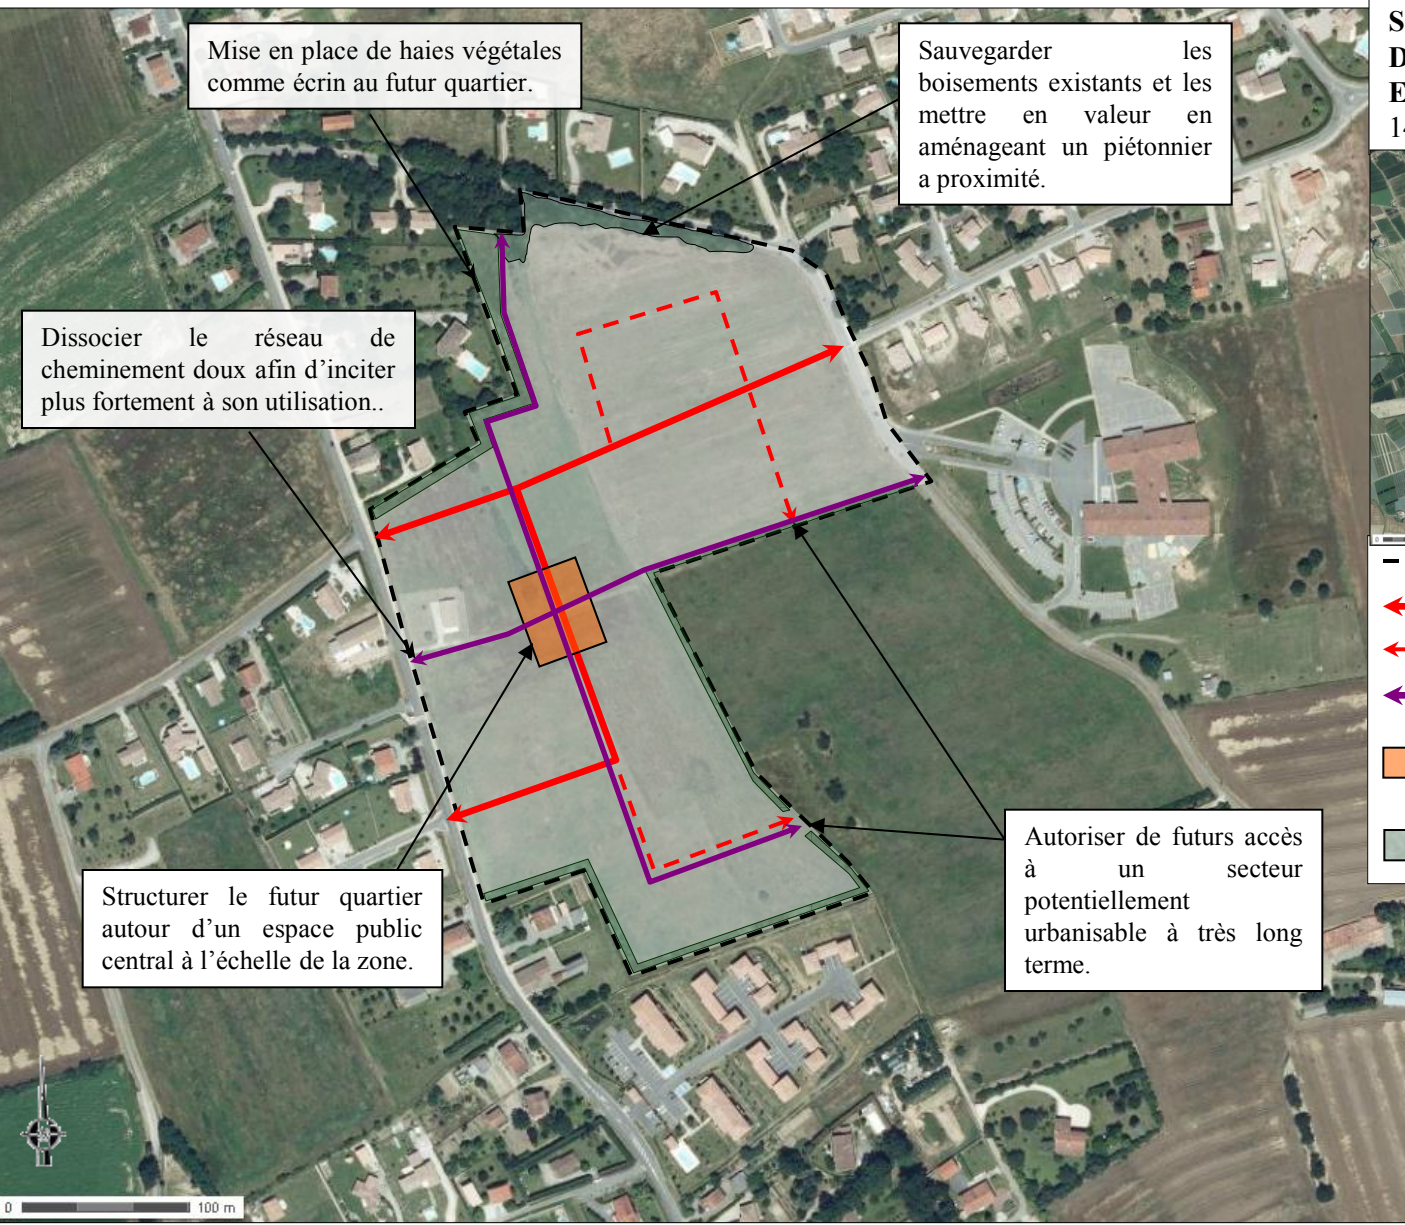 Mise en place de haies végétales
comme écrin au futur quartier.
Sauvegarder les
boisements existants et les
mettre en valeur en
aménageant un piétonnier
a proximité.
Dissocier le réseau de
cheminement doux afin d’inciter
plus fortement à son utilisation..
Structurer le futur quartier
autour d’un espace public
central à l’échelle de la zone.
Autoriser de futurs accès
à un secteur
potentiellement
urbanisable à très long
terme.
S
D
E
14
0 100 m
0